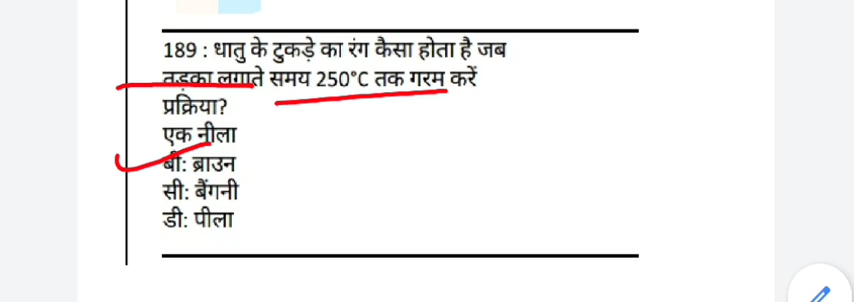 189 : धातु के टुकड़े का रंग कैसा होता है जब
तड़का लगाते समय 250°C तक गरम करें
प्रक्रिया?
एक नीला
बी: ब्राउन
सी: बैंगनी
डी: पीला